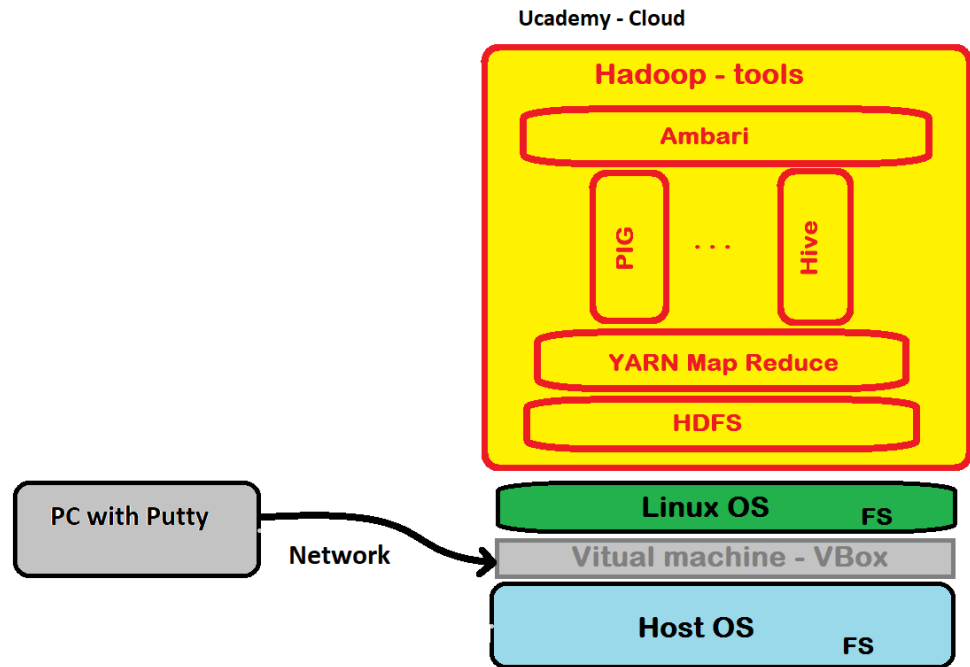 Ucademy - Cloud
Hadoop - tools
Ambari
PIG
. . .
Hive
YARN Map Reduce
HDFS
PC with Putty
Network
Linux OS
FS
Vitual machine - VBox
Host OS
FS